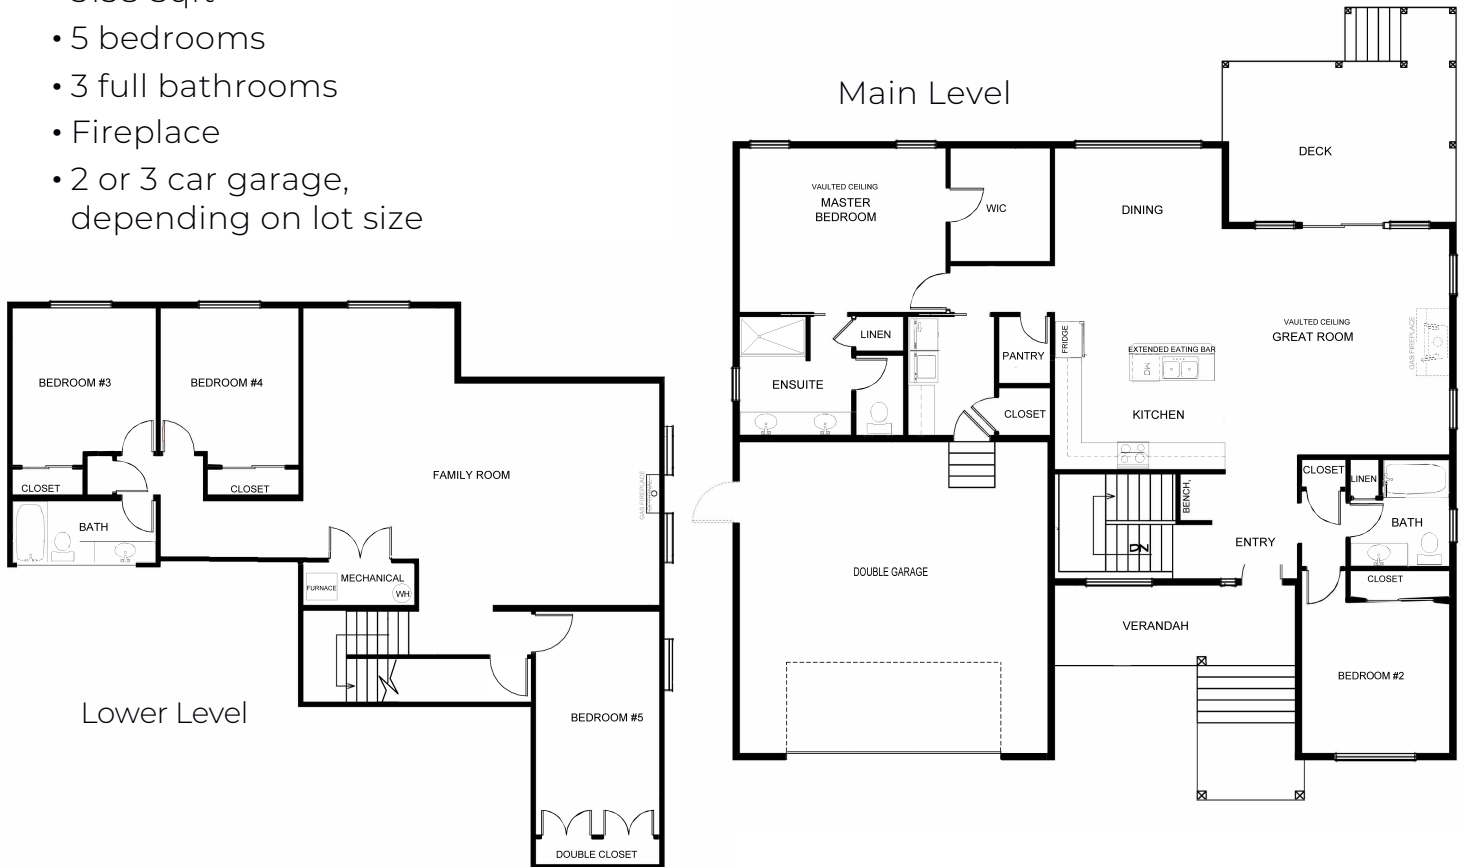 • 5 bedrooms
• 3 full bathrooms
• Fireplace
• 2 or 3 car garage,
depending on lot size
Main Level
DECK
VAULTED CEILING
MASTER
BEDROOM
WIC
DINING
LINEN
PANTRY
FRIDGE
EXTENDED EATING BAR
DW
VAULTED CEILING
GREAT ROOM
GAS FIREPLACE
ENSUITE
CLOSET
KITCHEN
CLOSET
LINEN
BENCH,
BATH
ENTRY
DN
DOUBLE GARAGE
CLOSET
VERANDAH
BEDROOM #2
BEDROOM #3
BEDROOM #4
CLOSET
CLOSET
FAMILY ROOM
GAS FIREPLACE
BATH
MECHANICAL
FURNACE
WH
BEDROOM #5
DOUBLE CLOSET
Lower Level